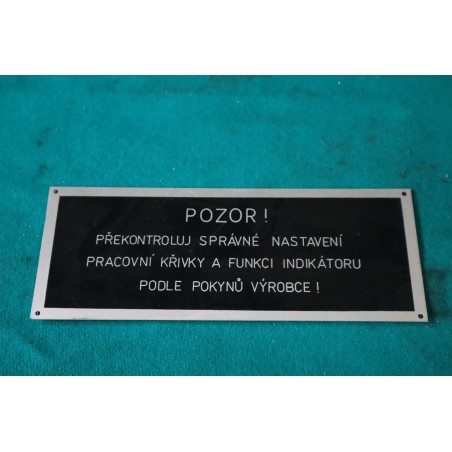 POZOR !
PŘEKONTROLUJ SPRÁVNÉ NASTAVENÍ
PRACOVNÍ KŘIVKY A FUNKCI INDIKÁTORU
PODLE POKYNŮ VÝROBCE !